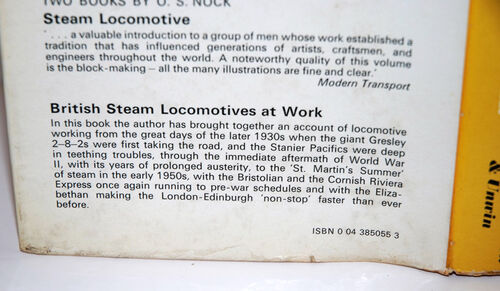 TWO BOOKS BY O. S. NOCK
Steam Locomotive
'. . . a valuable introduction to a group of men whose work established a
tradition that has influenced generations of artists, craftsmen, and
engineers throughout the world. A noteworthy quality of this volume
is the block-making – all the many illustrations are fine and clear.'
Modern Transport
British Steam Locomotives at Work
In this book the author has brought together an account of locomotive
working from the great days of the later 1930s when the giant Gresley
2–8–2s were first taking the road, and the Stanier Pacifics were deep
in teething troubles, through the immediate aftermath of World War
II, with its years of prolonged austerity, to the 'St. Martin's Summer'
of steam in the early 1950s, with the Bristolian and the Cornish Riviera
Express once again running to pre-war schedules and with the Eliza-
bethan making the London-Edinburgh 'non-stop' faster than ever
before.
ISBN 0 04 385055 3
& Unwin